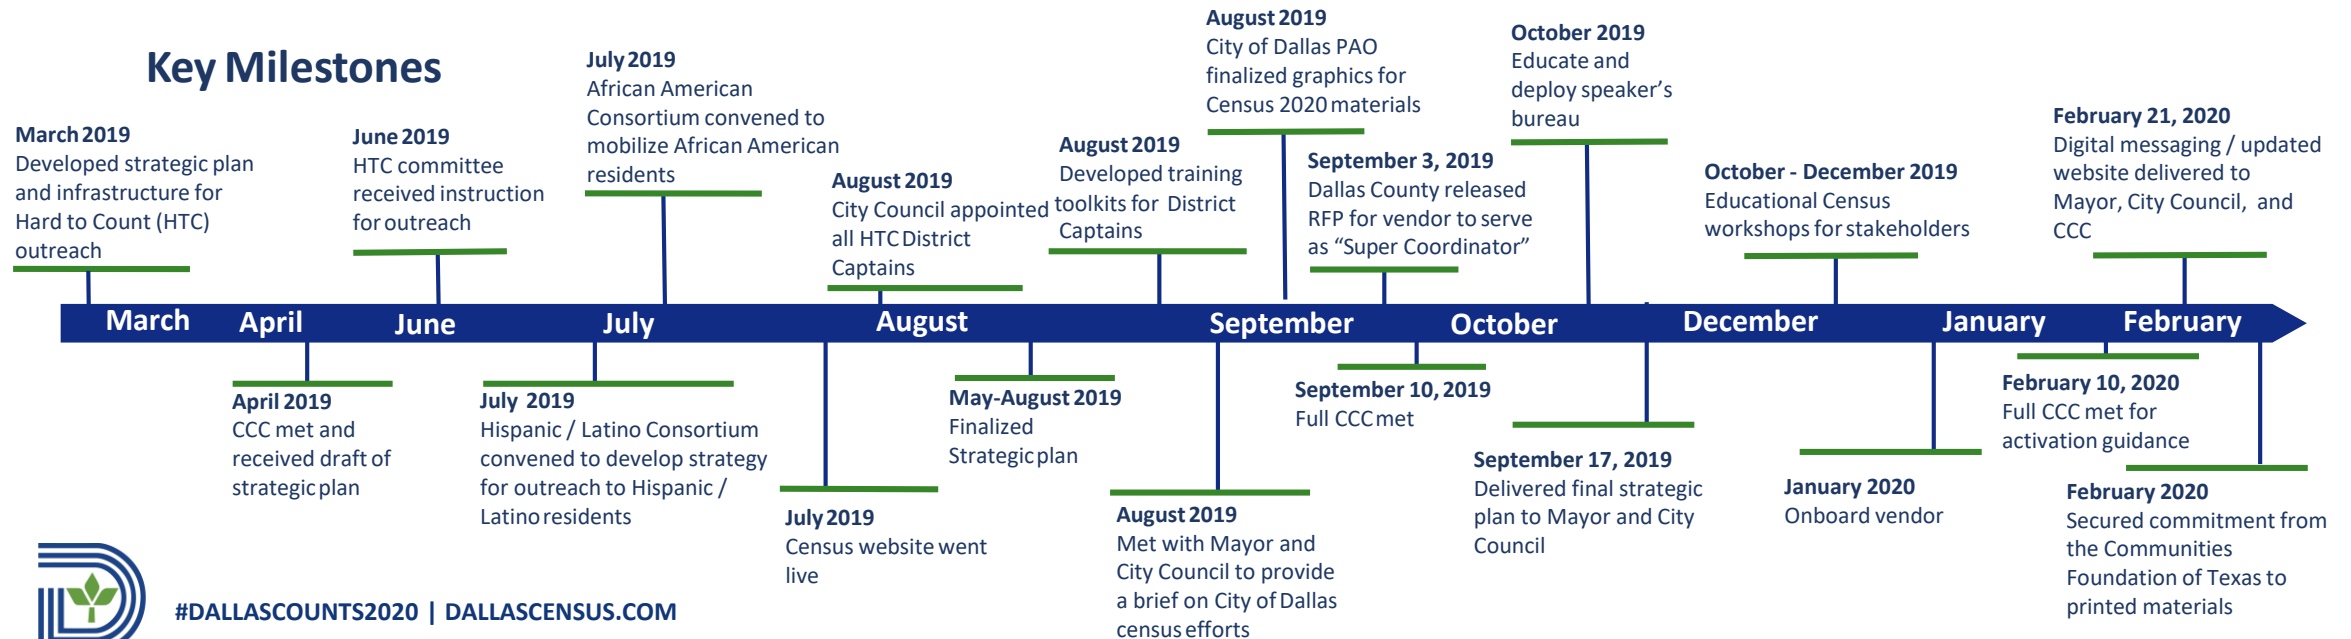 Key Milestones
March 2019
Developed strategic plan
and infrastructure for
Hard to Count (HTC)
outreach
June 2019
HTC committee
received instruction
for outreach
July 2019
African American
Consortium convened to
mobilize African American
residents
August 2019
City Council appointed
all HTC District
Captains
August 2019
Developed training
toolkits for District
Captains
August 2019
City of Dallas PAO
finalized graphics for
Census 2020 materials
September 3, 2019
Dallas County released
RFP for vendor to serve
as “Super Coordinator”
October 2019
Educate and
deploy speaker’s
bureau
October - December 2019
Educational Census
workshops for stakeholders
February 21, 2020
Digital messaging / updated
website delivered to
Mayor, City Council, and
CCC
March April June July August September October December January February
April 2019
CCC met and
received draft of
strategic plan
July 2019
Hispanic / Latino Consortium
convened to develop strategy
for outreach to Hispanic /
Latino residents
July 2019
Census website went
live
May-August 2019
Finalized
Strategic plan
August 2019
Met with Mayor and
City Council to provide
a brief on City of Dallas
census efforts
September 10, 2019
Full CCC met
September 17, 2019
Delivered final strategic
plan to Mayor and City
Council
January 2020
Onboard vendor
February 10, 2020
Full CCC met for
activation guidance
February 2020
Secured commitment from
the Communities
Foundation of Texas to
printed materials
#DALLASCOUNTS2020 | DALLASCENSUS.COM